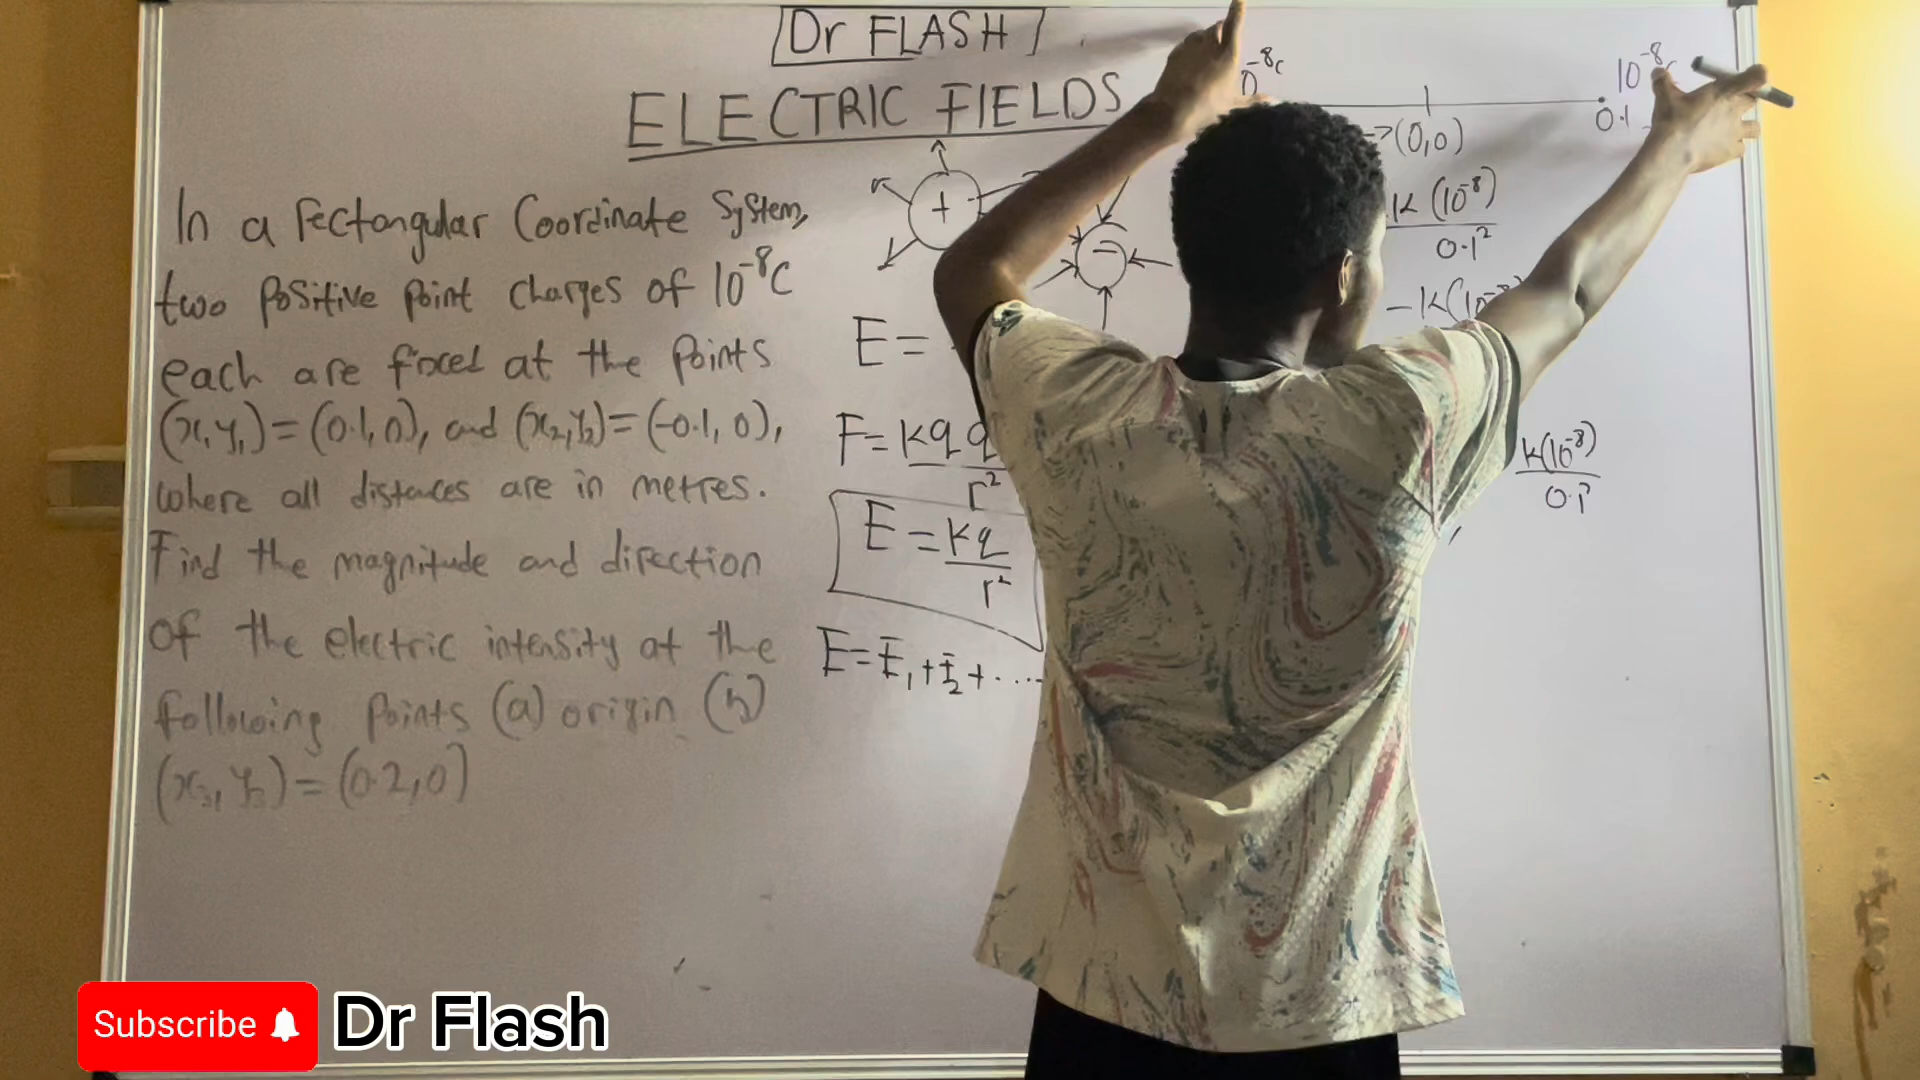 Dr FLASH
ELECTRIC FIELDS
In a rectangular Coordinate System,
two positive point charges of 10⁻⁸C
each are fixed at the points
(x₁,y₁)=(0.1,0), and (x₂,y₂)=(-0.1, 0),
where all distances are in metres.
Find the magnitude and direction
of the electric intensity at the
following points (a) origin (b)
(x₃, y₃)=(0.2,0)
+
-
E=
F=kq q
r²
E=kq
r²
E=E̅₁+E̅₂+....
0⁻⁸C
10⁻⁸C
0.1
→(0,0)
k(10⁻⁸)
0.1²
-k(10⁻⁸)
k(10⁻⁸)
0.1²
Subscribe
Dr Flash